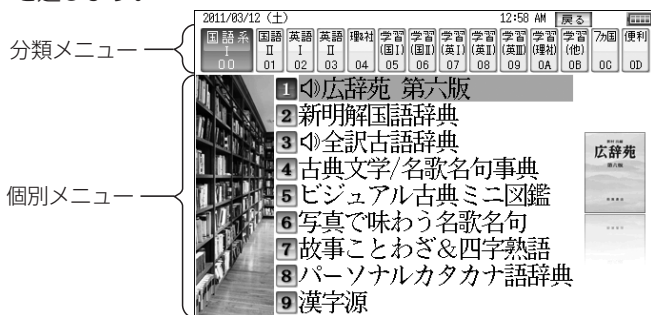 2011/03/12 (土) 12:58 AM 戻る
分類メニュー
国語系 I 00
国語 II 01
英語 I 02
英語 II 03
理&社 04
学習 (国I) 05
学習 (国II) 06
学習 (英I) 07
学習 (英II) 08
学習 (英III) 09
学習 (理社) 0A
学習 (他) 0B
7カ国 0C
便利 0D
個別メニュー
1 広辞苑 第六版
2 新明解国語辞典
3 全訳古語辞典
4 古典文学/名歌名句事典
5 ビジュアル古典ミニ図鑑
6 写真で味わう名歌名句
7 故事ことわざ&四字熟語
8 パーソナルカタカナ語辞典
9 漢字源
広辞苑
第六版